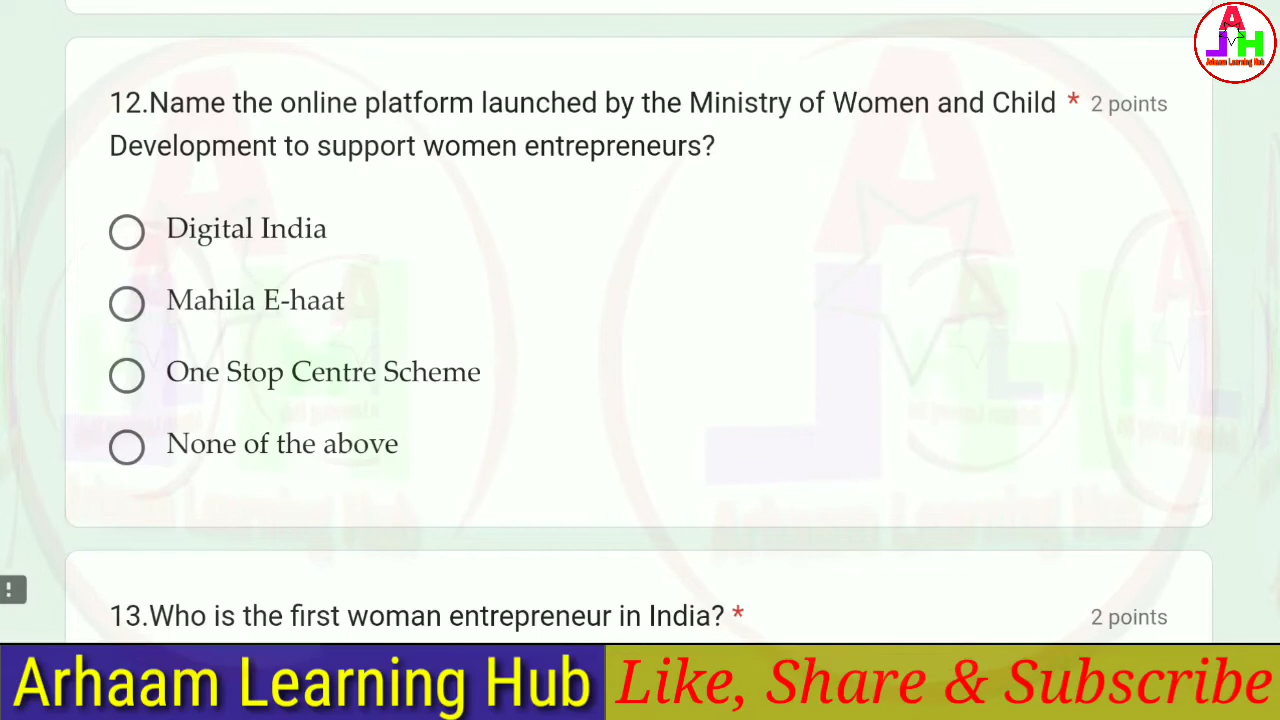 12.Name the online platform launched by the Ministry of Women and Child * 2 points
Development to support women entrepreneurs?
Digital India
Mahila E-haat
One Stop Centre Scheme
None of the above
13.Who is the first woman entrepreneur in India? * 2 points
Arhaam Learning Hub Like, Share & Subscribe